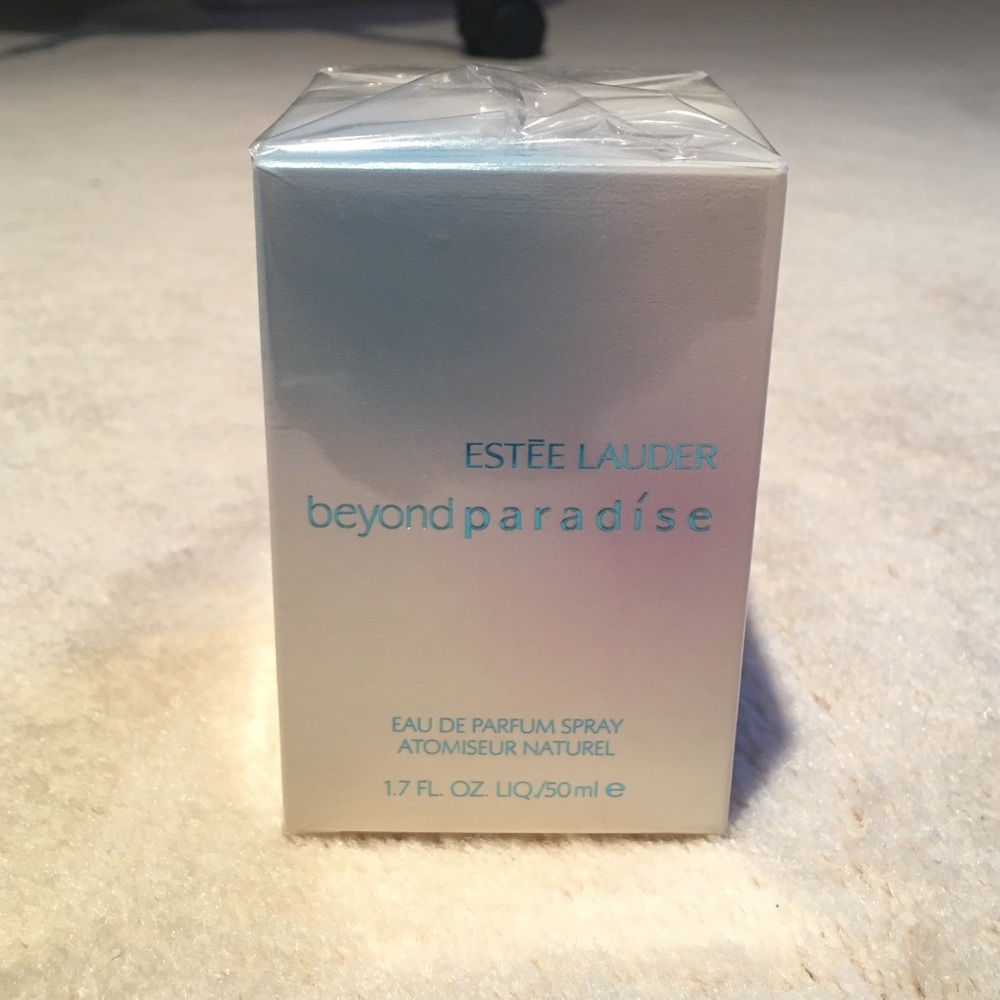 ESTĒE LAUDER
beyondparadíse
EAU DE PARFUM SPRAY
ATOMISEUR NATUREL
1.7 FL. OZ. LIQ./50ml e